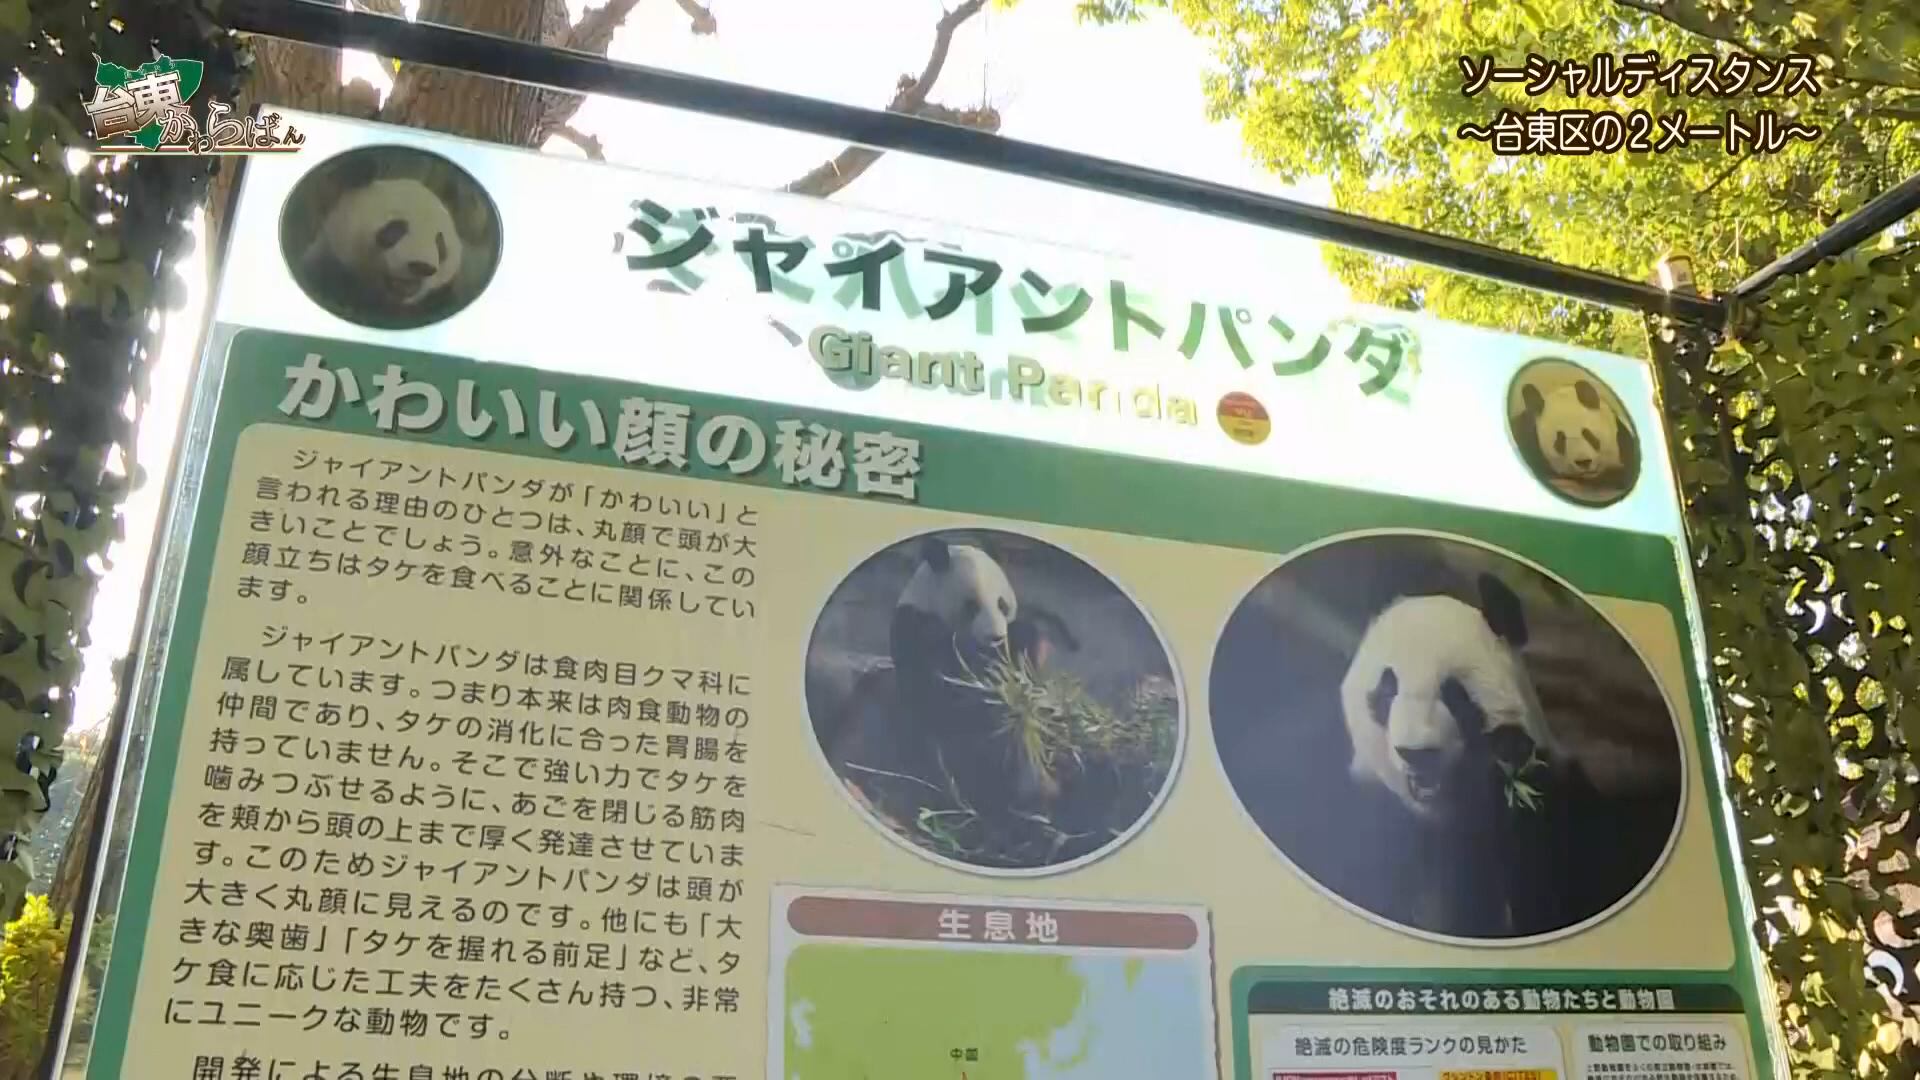 台東かわらばん
ソーシャルディスタンス
～台東区の2メートル～
ジャイアントパンダ
Giant Panda
VU
かわいい顔の秘密
ジャイアントパンダが「かわいい」と
言われる理由のひとつは、丸顔で頭が大
きいことでしょう。意外なことに、この
顔立ちはタケを食べることに関係してい
ます。
ジャイアントパンダは食肉目クマ科に
属しています。つまり本来は肉食動物の
仲間であり、タケの消化に合った胃腸を
持っていません。そこで強い力でタケを
噛みつぶせるように、あごを閉じる筋肉
を頬から頭の上まで厚く発達させていま
す。このためジャイアントパンダは頭が
大きく丸顔に見えるのです。他にも「大
きな奥歯」「タケを握れる前足」など、タ
ケ食に応じた工夫をたくさん持つ、非常
にユニークな動物です。
開発による生息地の分断や環境の
生息地
中国
絶滅のおそれのある動物たちと動物園
絶滅の危険度ランクの見かた
動物園での取り組み